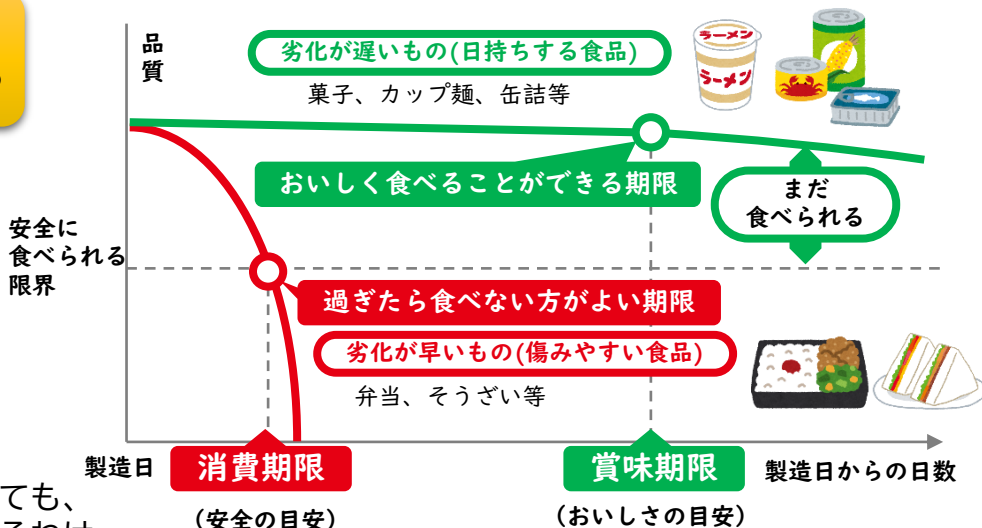 品
質
劣化が遅いもの(日持ちする食品)
菓子、カップ麺、缶詰等
ラーメン
ラーメン
おいしく食べることができる期限
まだ
食べられる
安全に
食べられる
限界
過ぎたら食べない方がよい期限
劣化が早いもの(傷みやすい食品)
弁当、そうざい等
製造日
消費期限
賞味期限
製造日からの日数
(安全の目安)
(おいしさの目安)
ても、